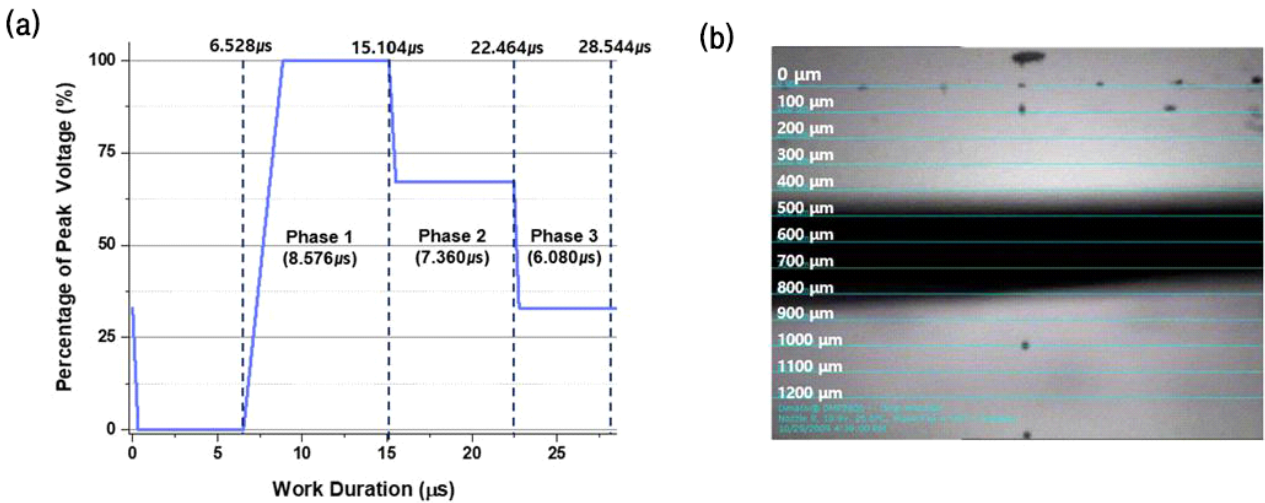 (a)
6.528μs 15.104μs 22.464μs 28.544μs
100
75
50
25
0
Percentage of Peak Voltage (%)
Phase 1
(8.576μs)
Phase 2
(7.360μs)
Phase 3
(6.080μs)
0 5 10 15 20 25
Work Duration (μs)
(b)
0 μm
100 μm
200 μm
300 μm
400 μm
500 μm
600 μm
700 μm
800 μm
900 μm
1000 μm
1100 μm
1200 μm